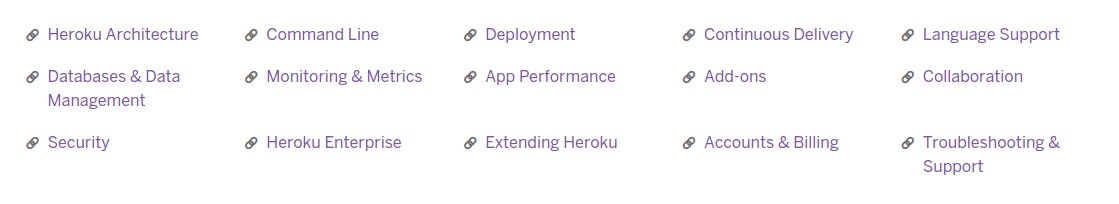 Heroku Architecture
Command Line
Deployment
Continuous Delivery
Language Support
Databases & Data
Management
Monitoring & Metrics
App Performance
Add-ons
Collaboration
Security
Heroku Enterprise
Extending Heroku
Accounts & Billing
Troubleshooting &
Support